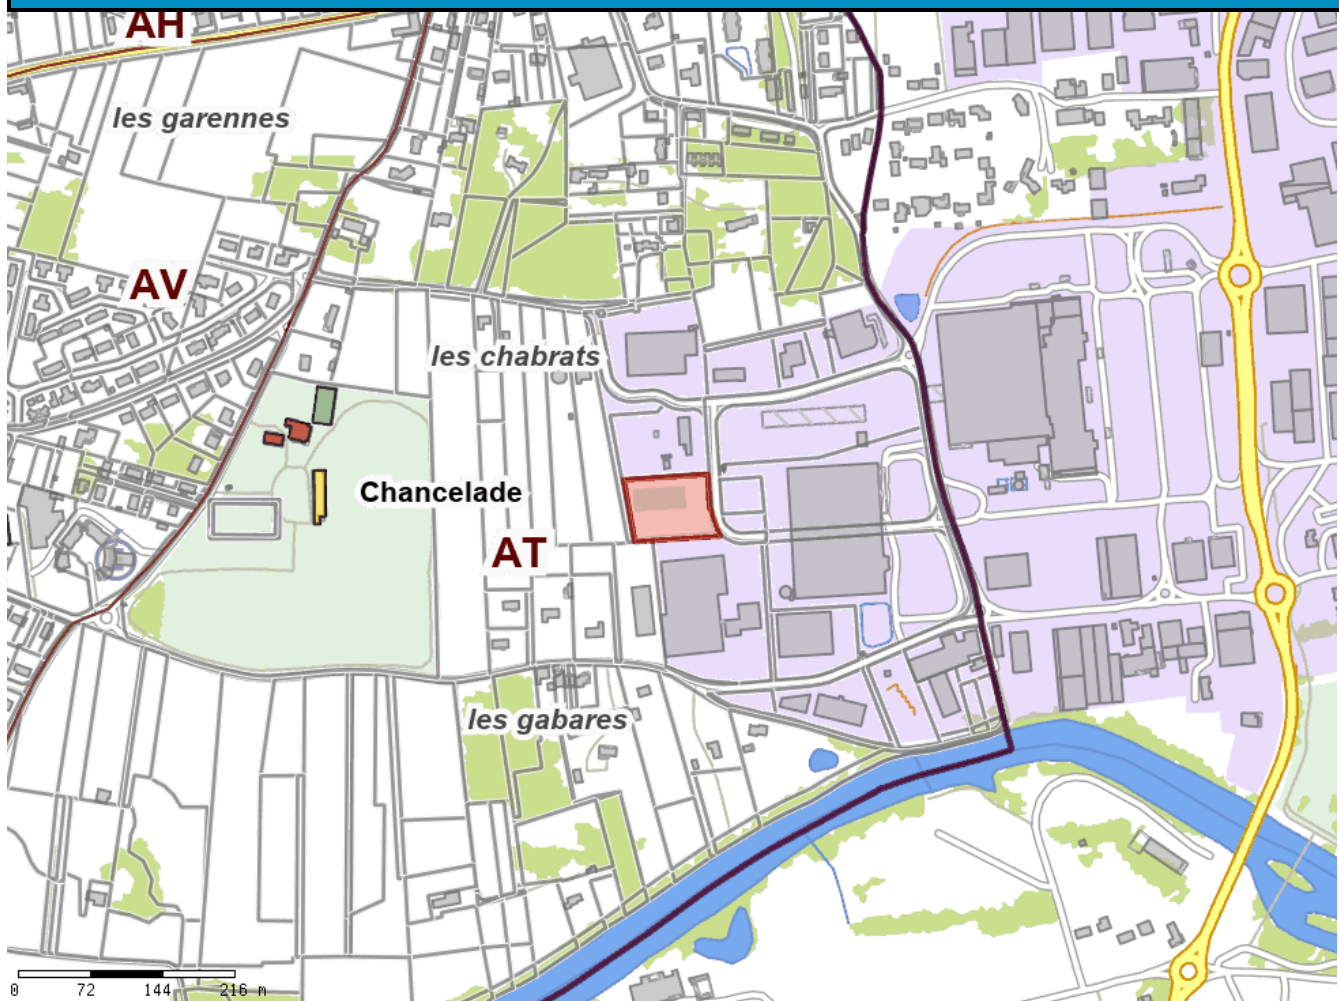 AH
les garennes
AV
les chabrats
Chancelade
AT
les gabares
0 72 144 216 m